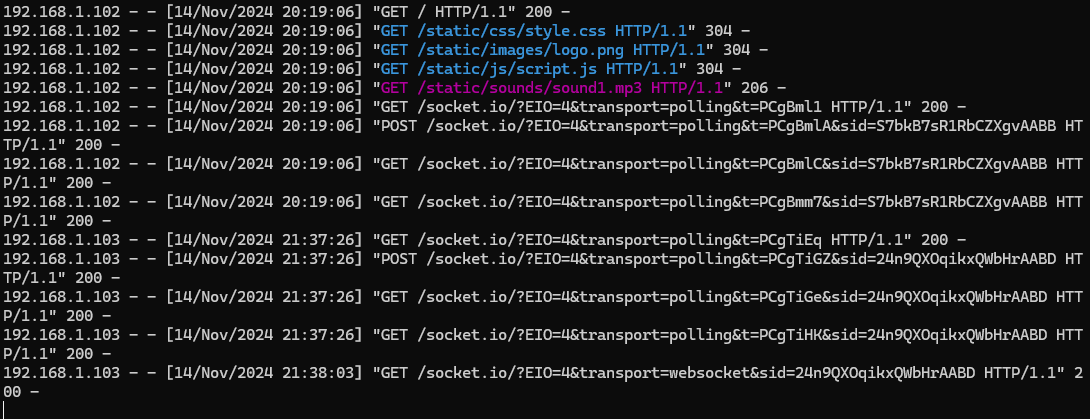 192.168.1.102 - - [14/Nov/2024 20:19:06] "GET / HTTP/1.1" 200 -
192.168.1.102 - - [14/Nov/2024 20:19:06] "GET /static/css/style.css HTTP/1.1" 304 -
192.168.1.102 - - [14/Nov/2024 20:19:06] "GET /static/images/logo.png HTTP/1.1" 304 -
192.168.1.102 - - [14/Nov/2024 20:19:06] "GET /static/js/script.js HTTP/1.1" 304 -
192.168.1.102 - - [14/Nov/2024 20:19:06] "GET /static/sounds/sound1.mp3 HTTP/1.1" 206 -
192.168.1.102 - - [14/Nov/2024 20:19:06] "GET /socket.io/?EIO=4&transport=polling&t=PCgBml1 HTTP/1.1" 200 -
192.168.1.102 - - [14/Nov/2024 20:19:06] "POST /socket.io/?EIO=4&transport=polling&t=PCgBmlA&sid=S7bkB7sR1RbCZXgvAABB HT
TP/1.1" 200 -
192.168.1.102 - - [14/Nov/2024 20:19:06] "GET /socket.io/?EIO=4&transport=polling&t=PCgBmlC&sid=S7bkB7sR1RbCZXgvAABB HTT
P/1.1" 200 -
192.168.1.102 - - [14/Nov/2024 20:19:06] "GET /socket.io/?EIO=4&transport=polling&t=PCgBmm7&sid=S7bkB7sR1RbCZXgvAABB HTT
P/1.1" 200 -
192.168.1.103 - - [14/Nov/2024 21:37:26] "GET /socket.io/?EIO=4&transport=polling&t=PCgTiEq HTTP/1.1" 200 -
192.168.1.103 - - [14/Nov/2024 21:37:26] "POST /socket.io/?EIO=4&transport=polling&t=PCgTiGZ&sid=24n9QXOqikxQWbHrAABD HT
TP/1.1" 200 -
192.168.1.103 - - [14/Nov/2024 21:37:26] "GET /socket.io/?EIO=4&transport=polling&t=PCgTiGe&sid=24n9QXOqikxQWbHrAABD HTT
P/1.1" 200 -
192.168.1.103 - - [14/Nov/2024 21:37:26] "GET /socket.io/?EIO=4&transport=polling&t=PCgTiHK&sid=24n9QXOqikxQWbHrAABD HTT
P/1.1" 200 -
192.168.1.103 - - [14/Nov/2024 21:38:03] "GET /socket.io/?EIO=4&transport=websocket&sid=24n9QXOqikxQWbHrAABD HTTP/1.1" 2
00 -